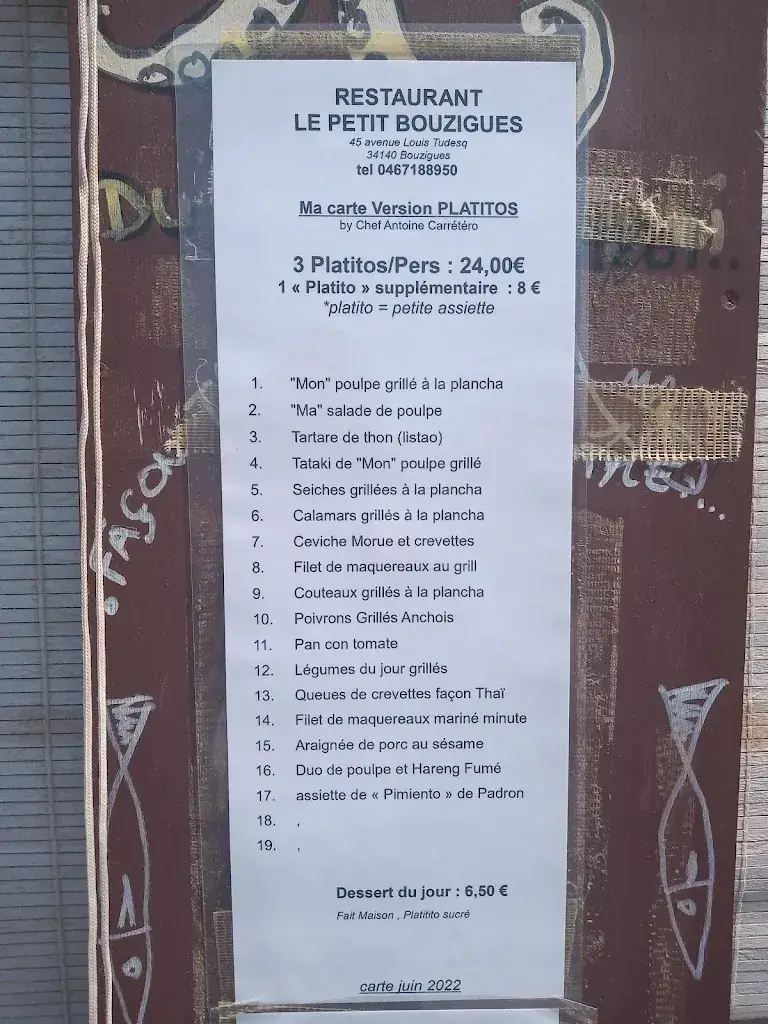 RESTAURANT
LE PETIT BOUZIGUES
45 avenue Louis Tudesq
34140 Bouzigues
tel 0467188950
Ma carte Version PLATITOS
by Chef Antoine Carrétéro
3 Platitos/Pers : 24,00€
1 « Platito » supplémentaire : 8 €
*platito = petite assiette
1. "Mon" poulpe grillé à la plancha
2. "Ma" salade de poulpe
3. Tartare de thon (listao)
4. Tataki de "Mon" poulpe grillé
5. Seiches grillées à la plancha
6. Calamars grillés à la plancha
7. Ceviche Morue et crevettes
8. Filet de maquereaux au grill
9. Couteaux grillés à la plancha
10. Poivrons Grillés Anchois
11. Pan con tomate
12. Légumes du jour grillés
13. Queues de crevettes façon Thaï
14. Filet de maquereaux mariné minute
15. Araignée de porc au sésame
16. Duo de poulpe et Hareng Fumé
17. assiette de « Pimiento » de Padron
18. ,
19. ,
Dessert du jour : 6,50 €
Fait Maison , Platitito sucré
carte juin 2022
DU
FAÇON